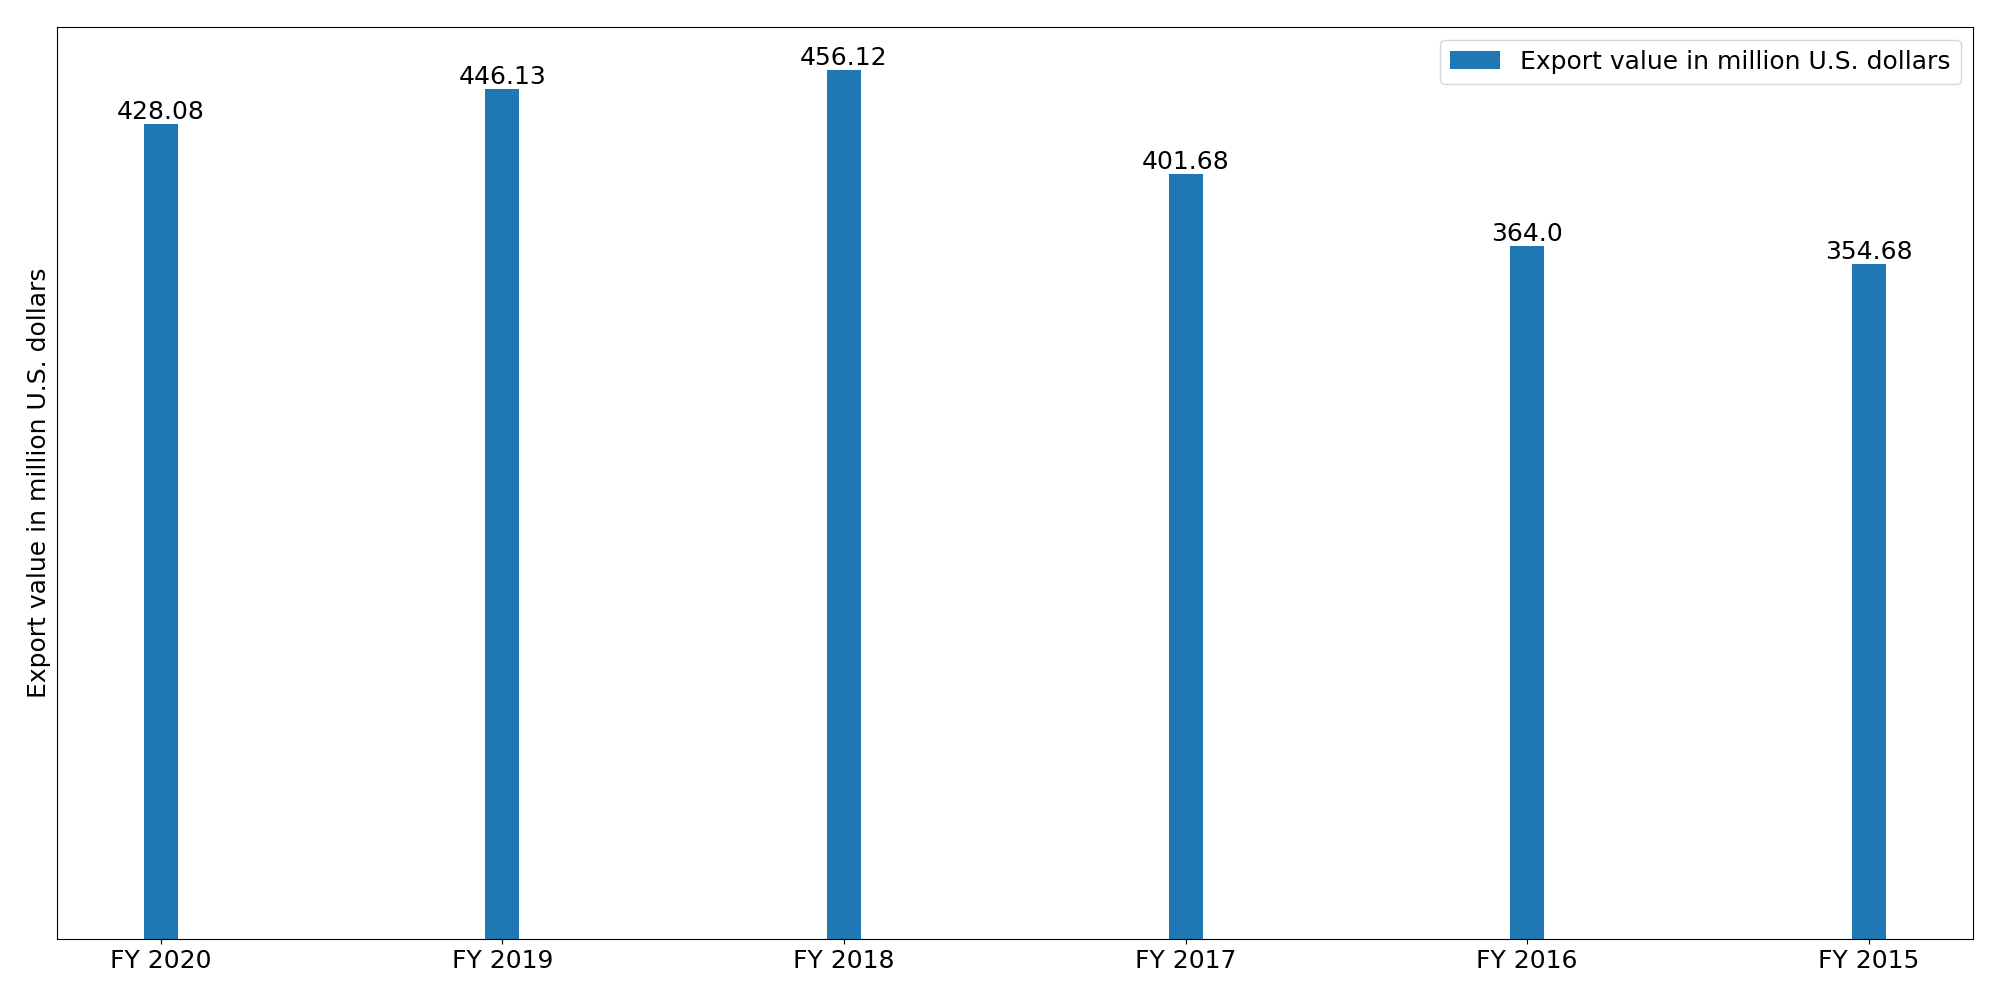 Export value in million U.S. dollars
456.12
446.13
428.08
401.68
364.0
354.68
Export value in million U.S. dollars
FY 2020 FY 2019 FY 2018 FY 2017 FY 2016 FY 2015